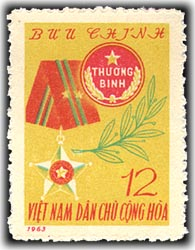 BƯU CHÍNH
THƯƠNG
BINH
12
VIỆT NAM DÂN CHỦ CỘNG HÒA
1963